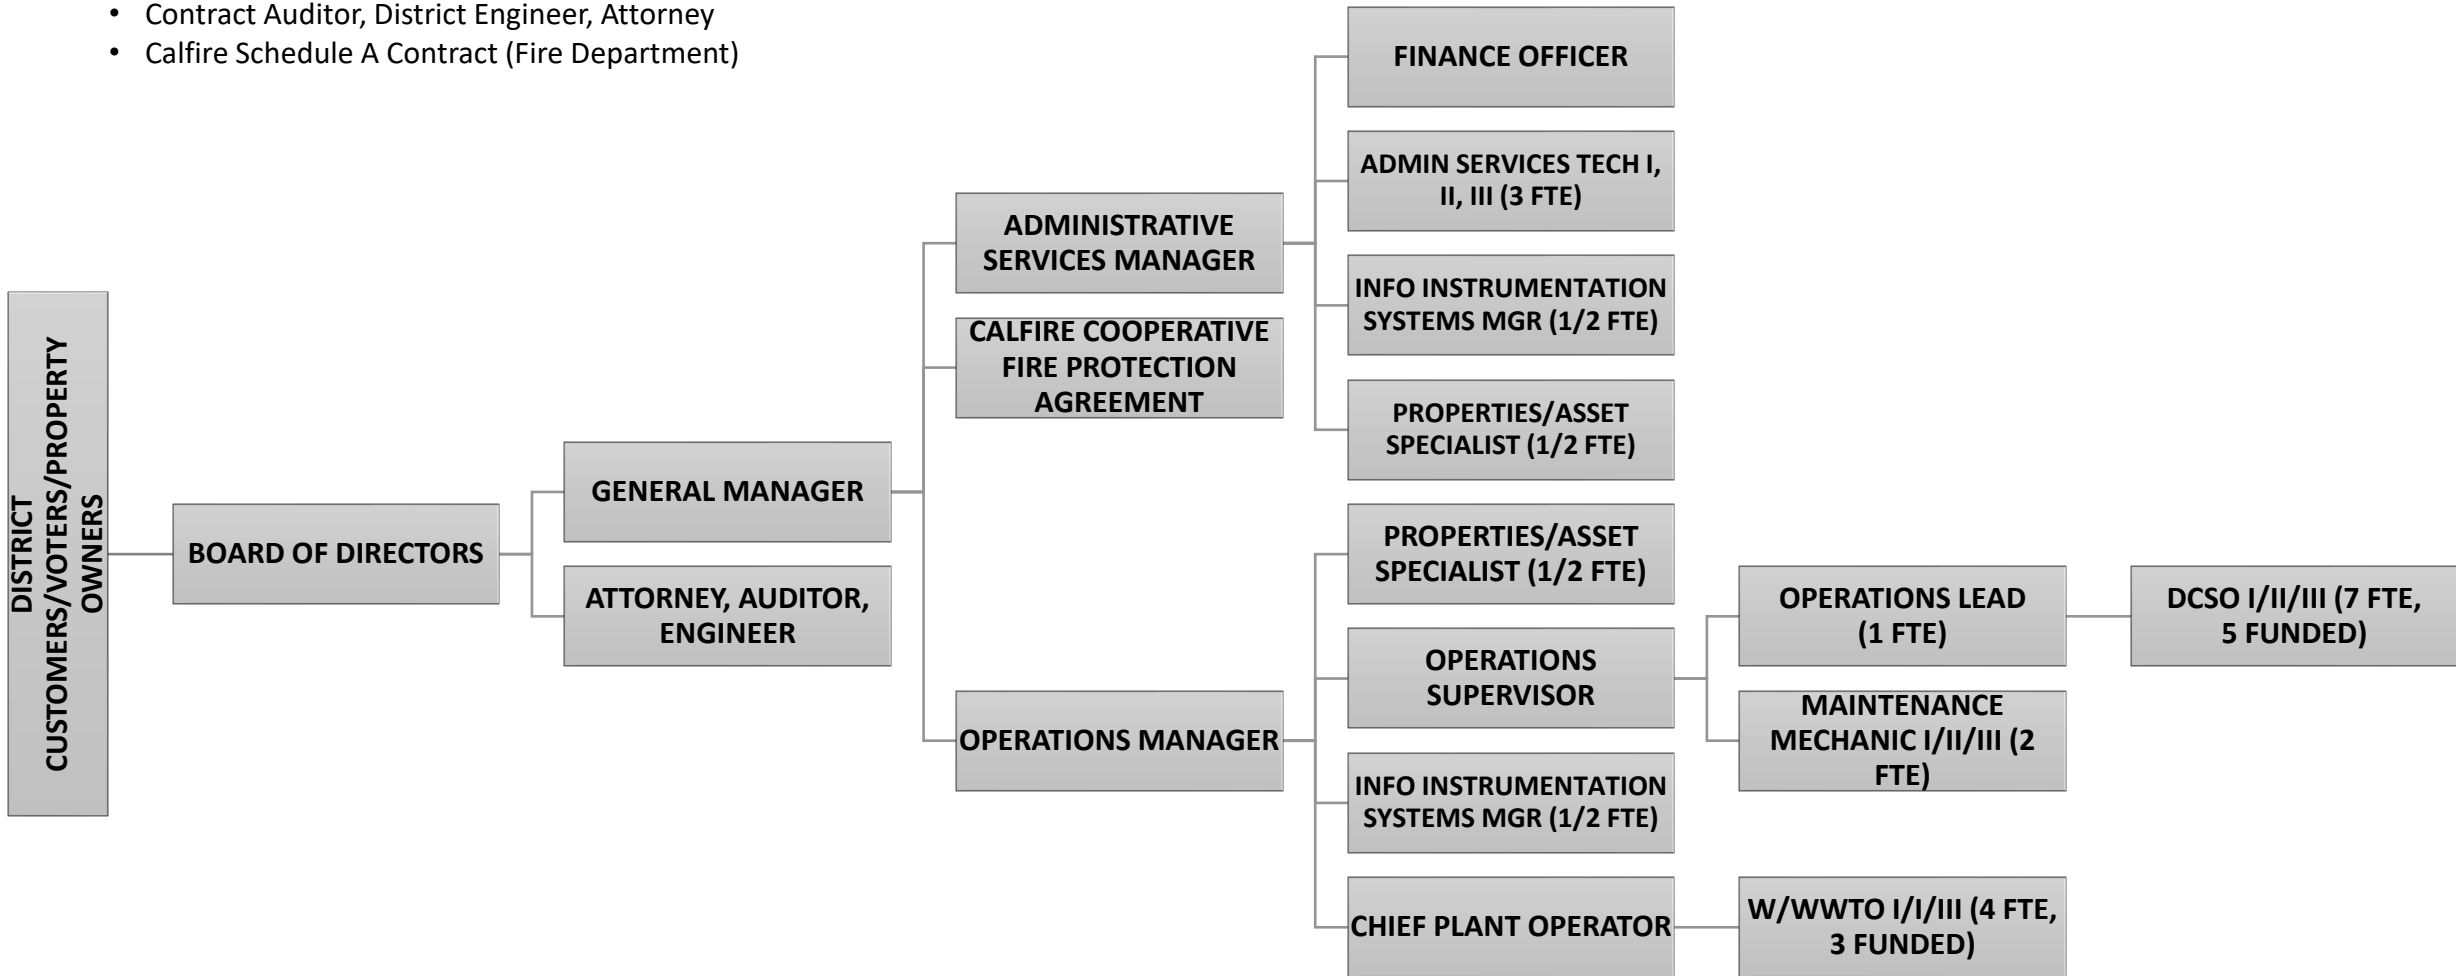 • Contract Auditor, District Engineer, Attorney
• Calfire Schedule A Contract (Fire Department)
DISTRICT
CUSTOMERS/VOTERS/PROPERTY
OWNERS
BOARD OF DIRECTORS
GENERAL MANAGER
ATTORNEY, AUDITOR,
ENGINEER
ADMINISTRATIVE
SERVICES MANAGER
CALFIRE COOPERATIVE
FIRE PROTECTION
AGREEMENT
OPERATIONS MANAGER
FINANCE OFFICER
ADMIN SERVICES TECH I,
II, III (3 FTE)
INFO INSTRUMENTATION
SYSTEMS MGR (1/2 FTE)
PROPERTIES/ASSET
SPECIALIST (1/2 FTE)
PROPERTIES/ASSET
SPECIALIST (1/2 FTE)
OPERATIONS
SUPERVISOR
INFO INSTRUMENTATION
SYSTEMS MGR (1/2 FTE)
CHIEF PLANT OPERATOR
OPERATIONS LEAD
(1 FTE)
MAINTENANCE
MECHANIC I/II/III (2
FTE)
W/WWTO I/I/III (4 FTE,
3 FUNDED)
DCSO I/II/III (7 FTE,
5 FUNDED)